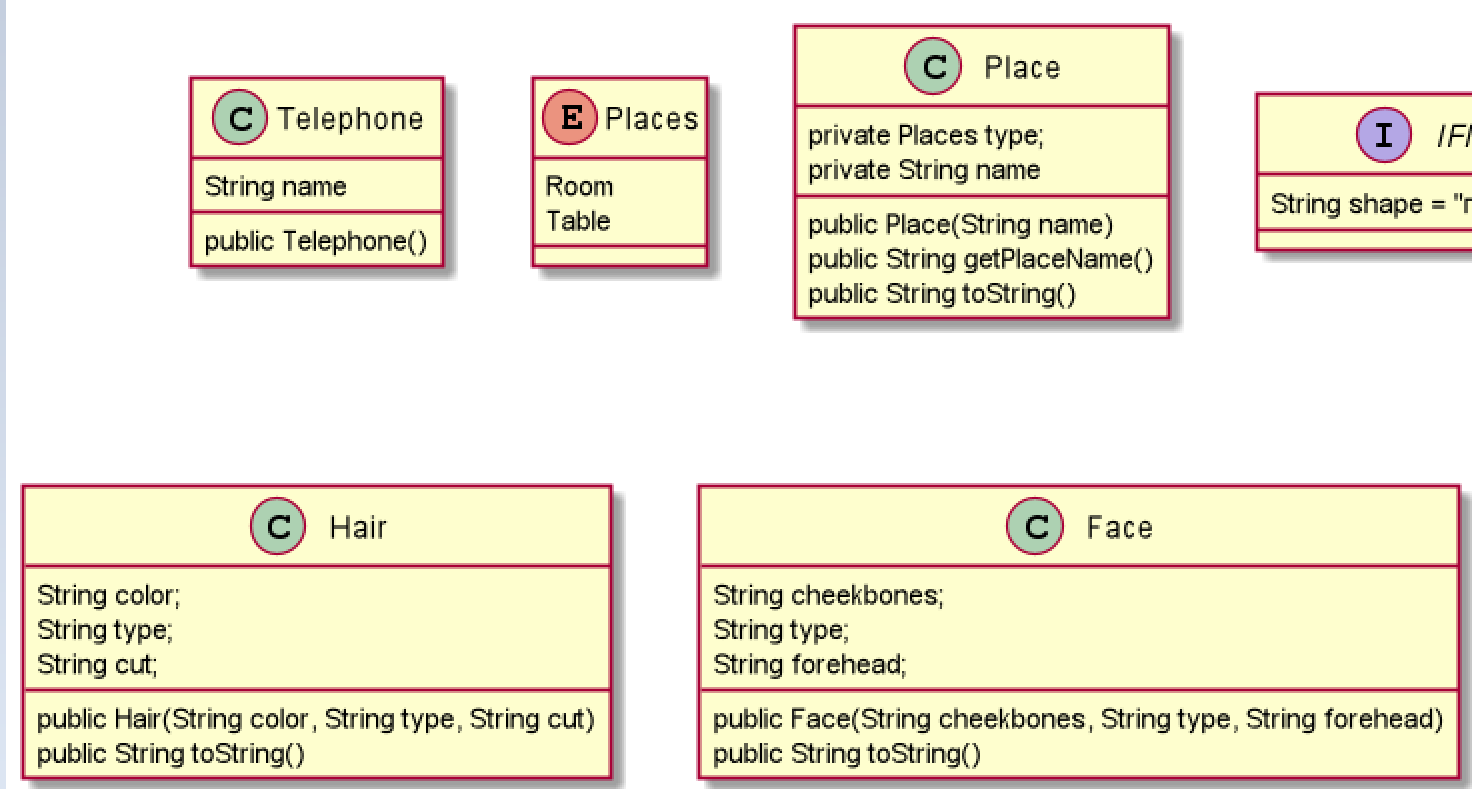 C Telephone
String name
public Telephone()
E Places
Room
Table
C Place
private Places type;
private String name
public Place(String name)
public String getPlaceName()
public String toString()
I
String shape =
C Hair
String color;
String type;
String cut;
public Hair(String color, String type, String cut)
public String toString()
C Face
String cheekbones;
String type;
String forehead;
public Face(String cheekbones, String type, String forehead)
public String toString()